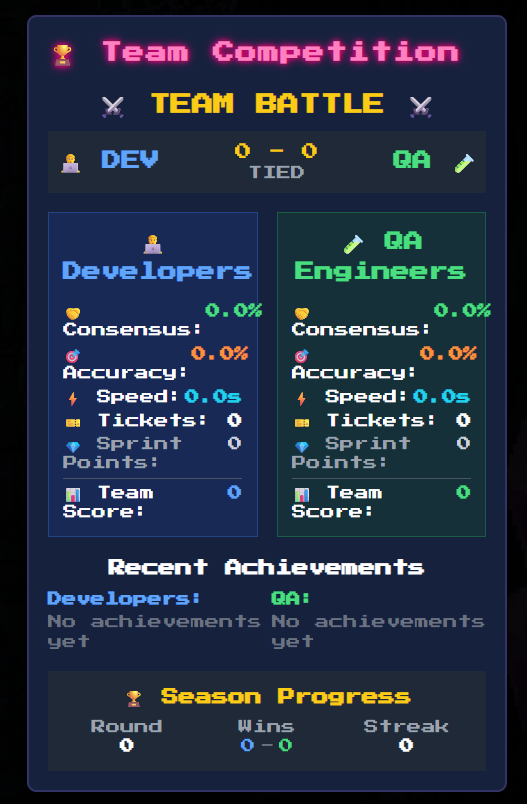 🏆 Team Competition
⚔️ TEAM BATTLE ⚔️
👨‍💻 DEV
0 - 0
TIED
QA 🧪
👨‍💻
Developers
🤝 0.0%
Consensus:
🎯 0.0%
Accuracy:
⚡ Speed: 0.0s
🎫 Tickets: 0
💎 Sprint 0
Points:
📊 Team 0
Score:
🧪 QA
Engineers
🤝 0.0%
Consensus:
🎯 0.0%
Accuracy:
⚡ Speed: 0.0s
🎫 Tickets: 0
💎 Sprint 0
Points:
📊 Team 0
Score:
Recent Achievements
Developers:
No achievements
yet
QA:
No achievements
yet
🏆 Season Progress
Round
0
Wins
0 - 0
Streak
0